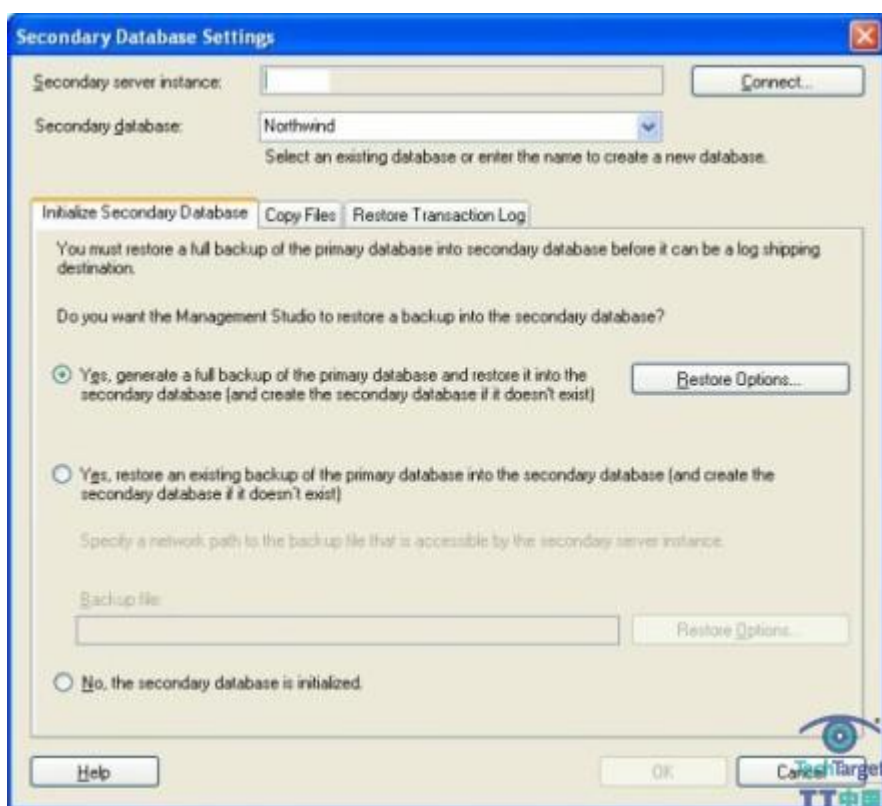 Secondary Database Settings
Secondary server instance:
Connect...
Secondary database:
Northwind
Select an existing database or enter the name to create a new database.
Initialize Secondary Database
Copy Files
Restore Transaction Log
You must restore a full backup of the primary database into secondary database before it can be a log shipping
destination.
Do you want the Management Studio to restore a backup into the secondary database?
Yes, generate a full backup of the primary database and restore it into the
secondary database (and create the secondary database if it doesn't exist)
Restore Options...
Yes, restore an existing backup of the primary database into the secondary database (and create the
secondary database if it doesn't exist)
Specify a network path to the backup file that is accessible by the secondary server instance.
Backup file:
Restore Options...
No, the secondary database is initialized.
Help
OK
Cancel
TechTarget
IT中国